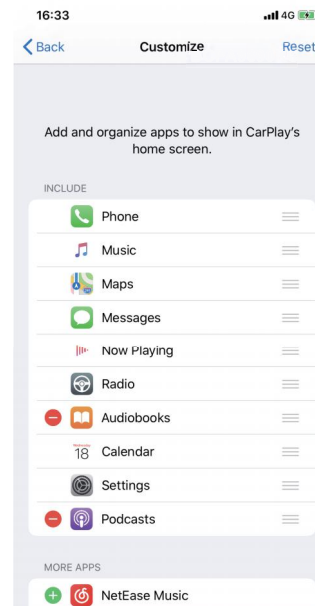 16:33
4G
Back
Customize
Reset
Add and organize apps to show in CarPlay's
home screen.
INCLUDE
Phone
Music
Maps
Messages
Now Playing
Radio
Audiobooks
Wednesday
18
Calendar
Settings
Podcasts
MORE APPS
NetEase Music